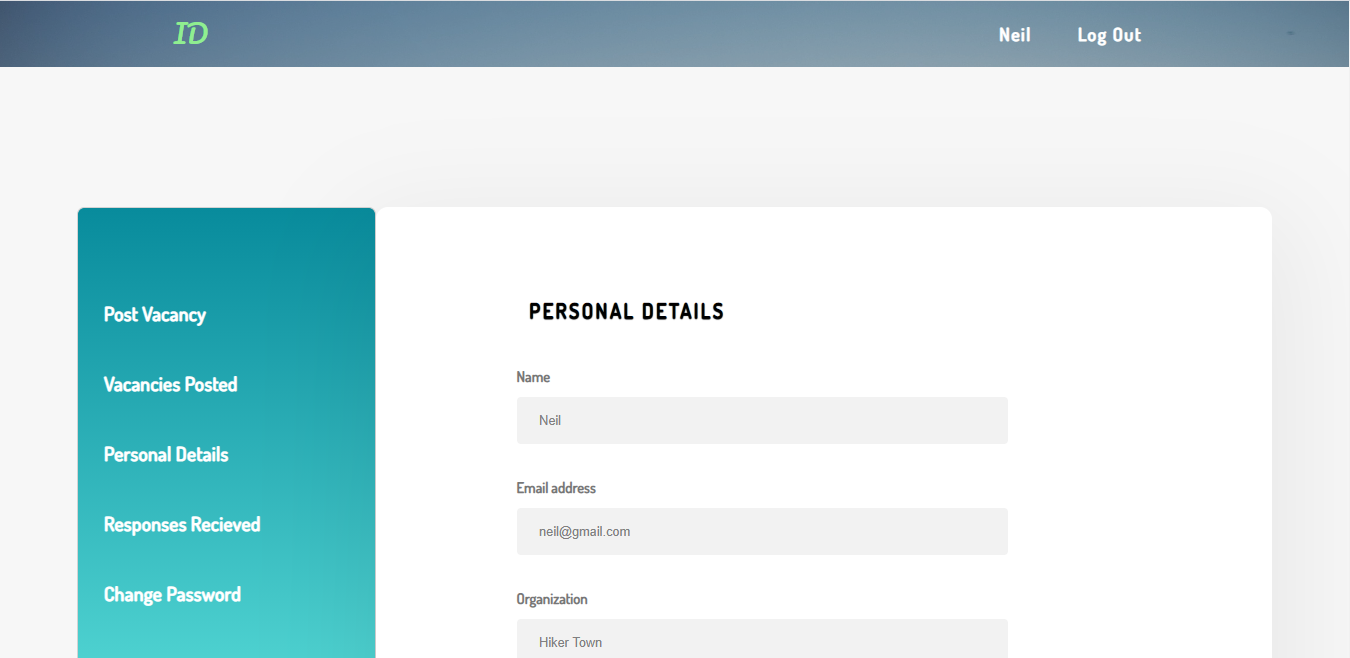 ID
Neil
Log Out
Post Vacancy
Vacancies Posted
Personal Details
Responses Recieved
Change Password
PERSONAL DETAILS
Name
Neil
Email address
neil@gmail.com
Organization
Hiker Town